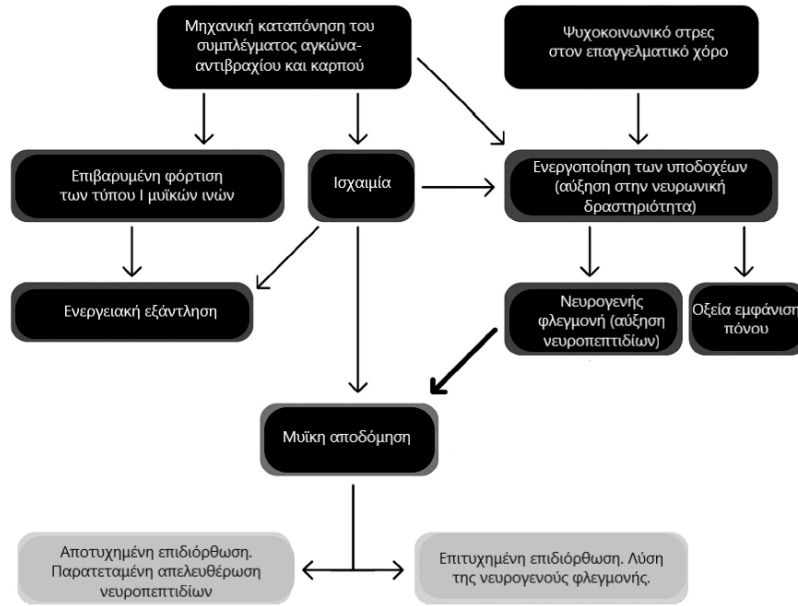 Μηχανική καταπόνηση του
συμπλέγματος αγκώνα-
αντιβραχίου και καρπού
Ψυχοκοινωνικό στρες
στον επαγγελματικό χόρο
Επιβαρυμένη φόρτιση
των τύπου Ι μυϊκών ινών
Ισχαιμία
Ενεργοποίηση των υποδοχέων
(αύξηση στην νευρωνική
δραστηριότητα)
Ενεργειακή εξάντληση
Νευρογενής
φλεγμονή (αύξηση
νευροπεπτιδίων)
Οξεία εμφάνιση
πόνου
Μυϊκη αποδόμηση
Αποτυχημένη επιδιόρθωση.
Παρατεταμένη απελευθέρωση
νευροπεπτιδίων
Επιτυχημένη επιδιόρθωση. Λύση
της νευρογενούς φλεγμονής.